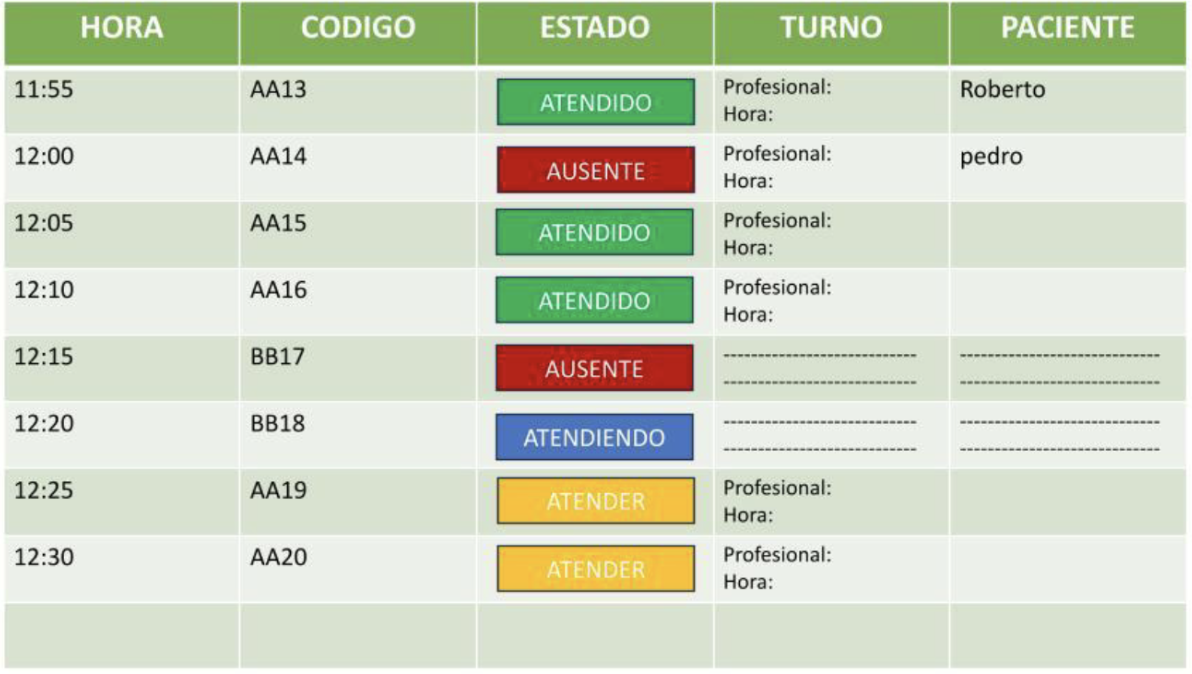 HORA CODIGO ESTADO TURNO PACIENTE
11:55 AA13 ATENDIDO Profesional: Roberto
Hora:
12:00 AA14 AUSENTE Profesional: pedro
Hora:
12:05 AA15 ATENDIDO Profesional:
Hora:
12:10 AA16 ATENDIDO Profesional:
Hora:
12:15 BB17 AUSENTE ---------------------------- -----------------------------
---------------------------- -----------------------------
12:20 BB18 ATENDIENDO ---------------------------- -----------------------------
---------------------------- -----------------------------
12:25 AA19 ATENDER Profesional:
Hora:
12:30 AA20 ATENDER Profesional:
Hora: